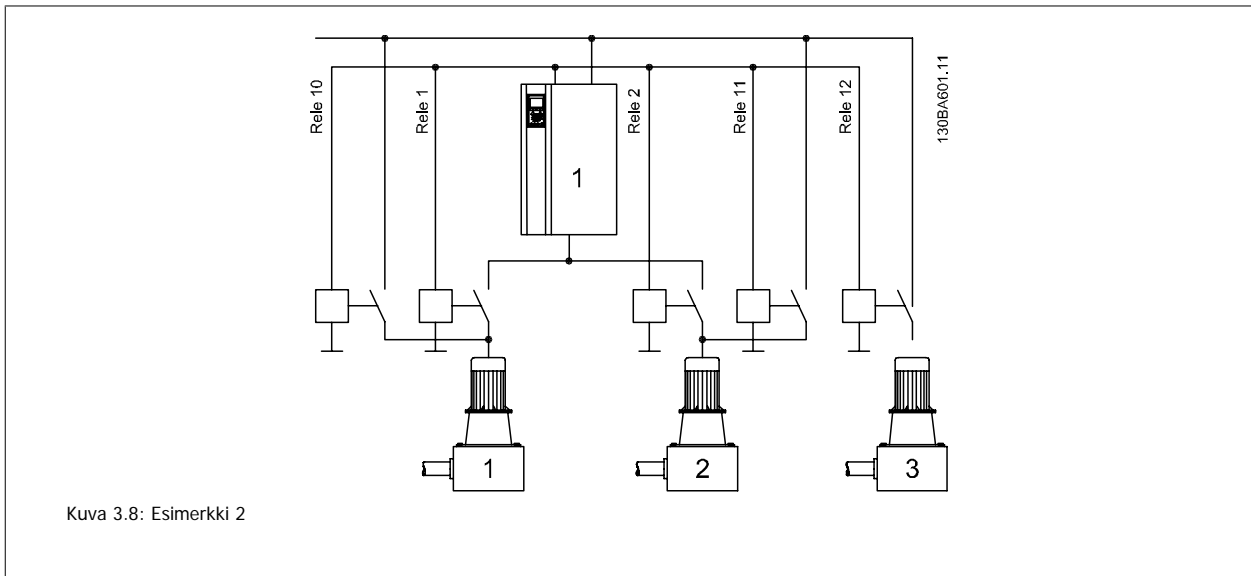 Rele 10
Rele 1
Rele 2
Rele 11
Rele 12
130BA601.11
1
1
2
3
Kuva 3.8: Esimerkki 2